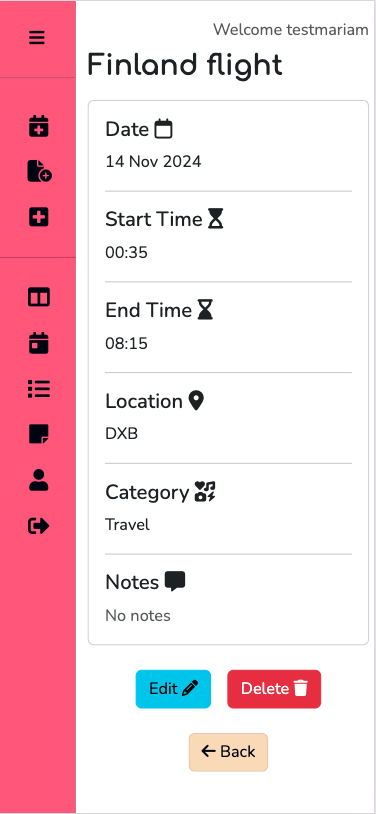 Welcome testmariam
Finland flight
Date
14 Nov 2024
Start Time
00:35
End Time
08:15
Location
DXB
Category
Travel
Notes
No notes
Edit
Delete
Back